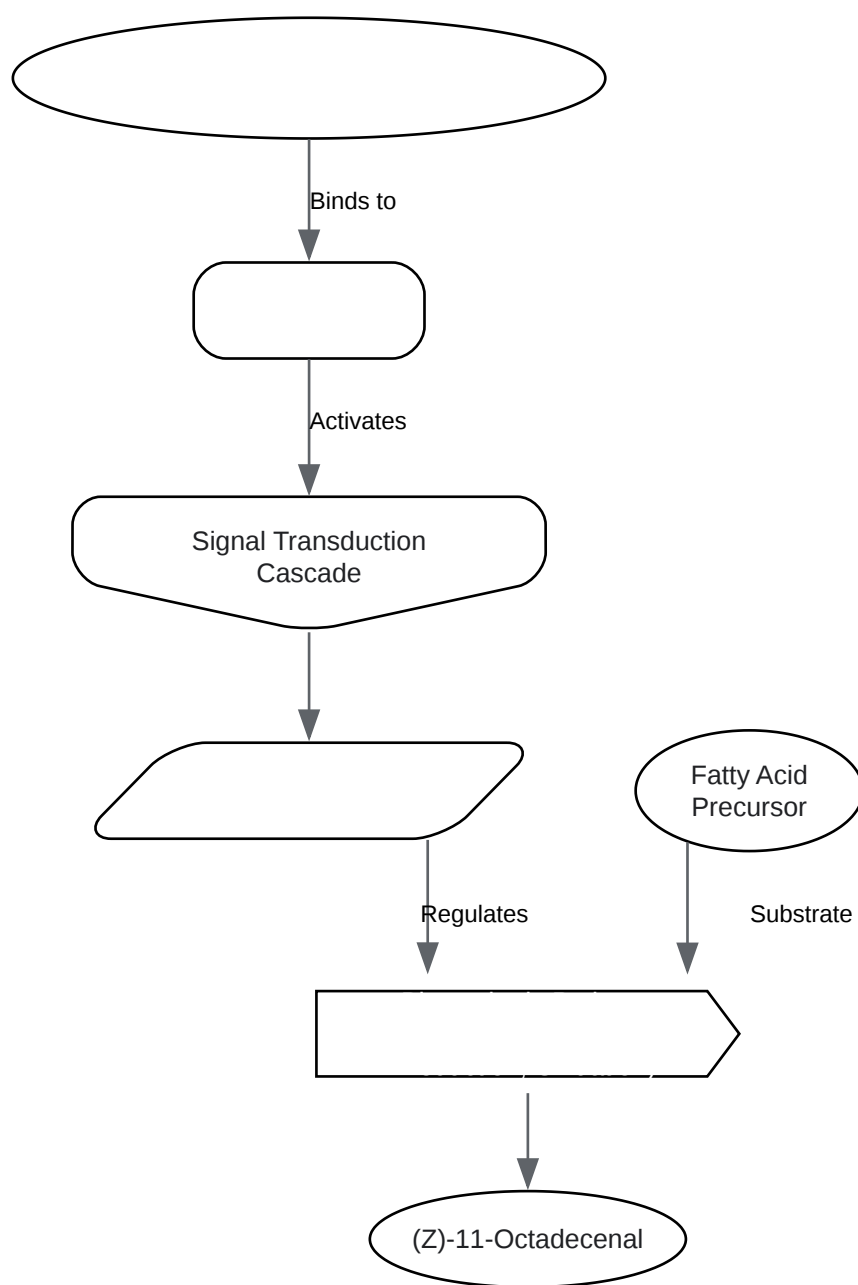 Binds to
Activates
Signal Transduction
Cascade
Fatty Acid
Precursor
Regulates
Substrate
(Z)-11-Octadecenal